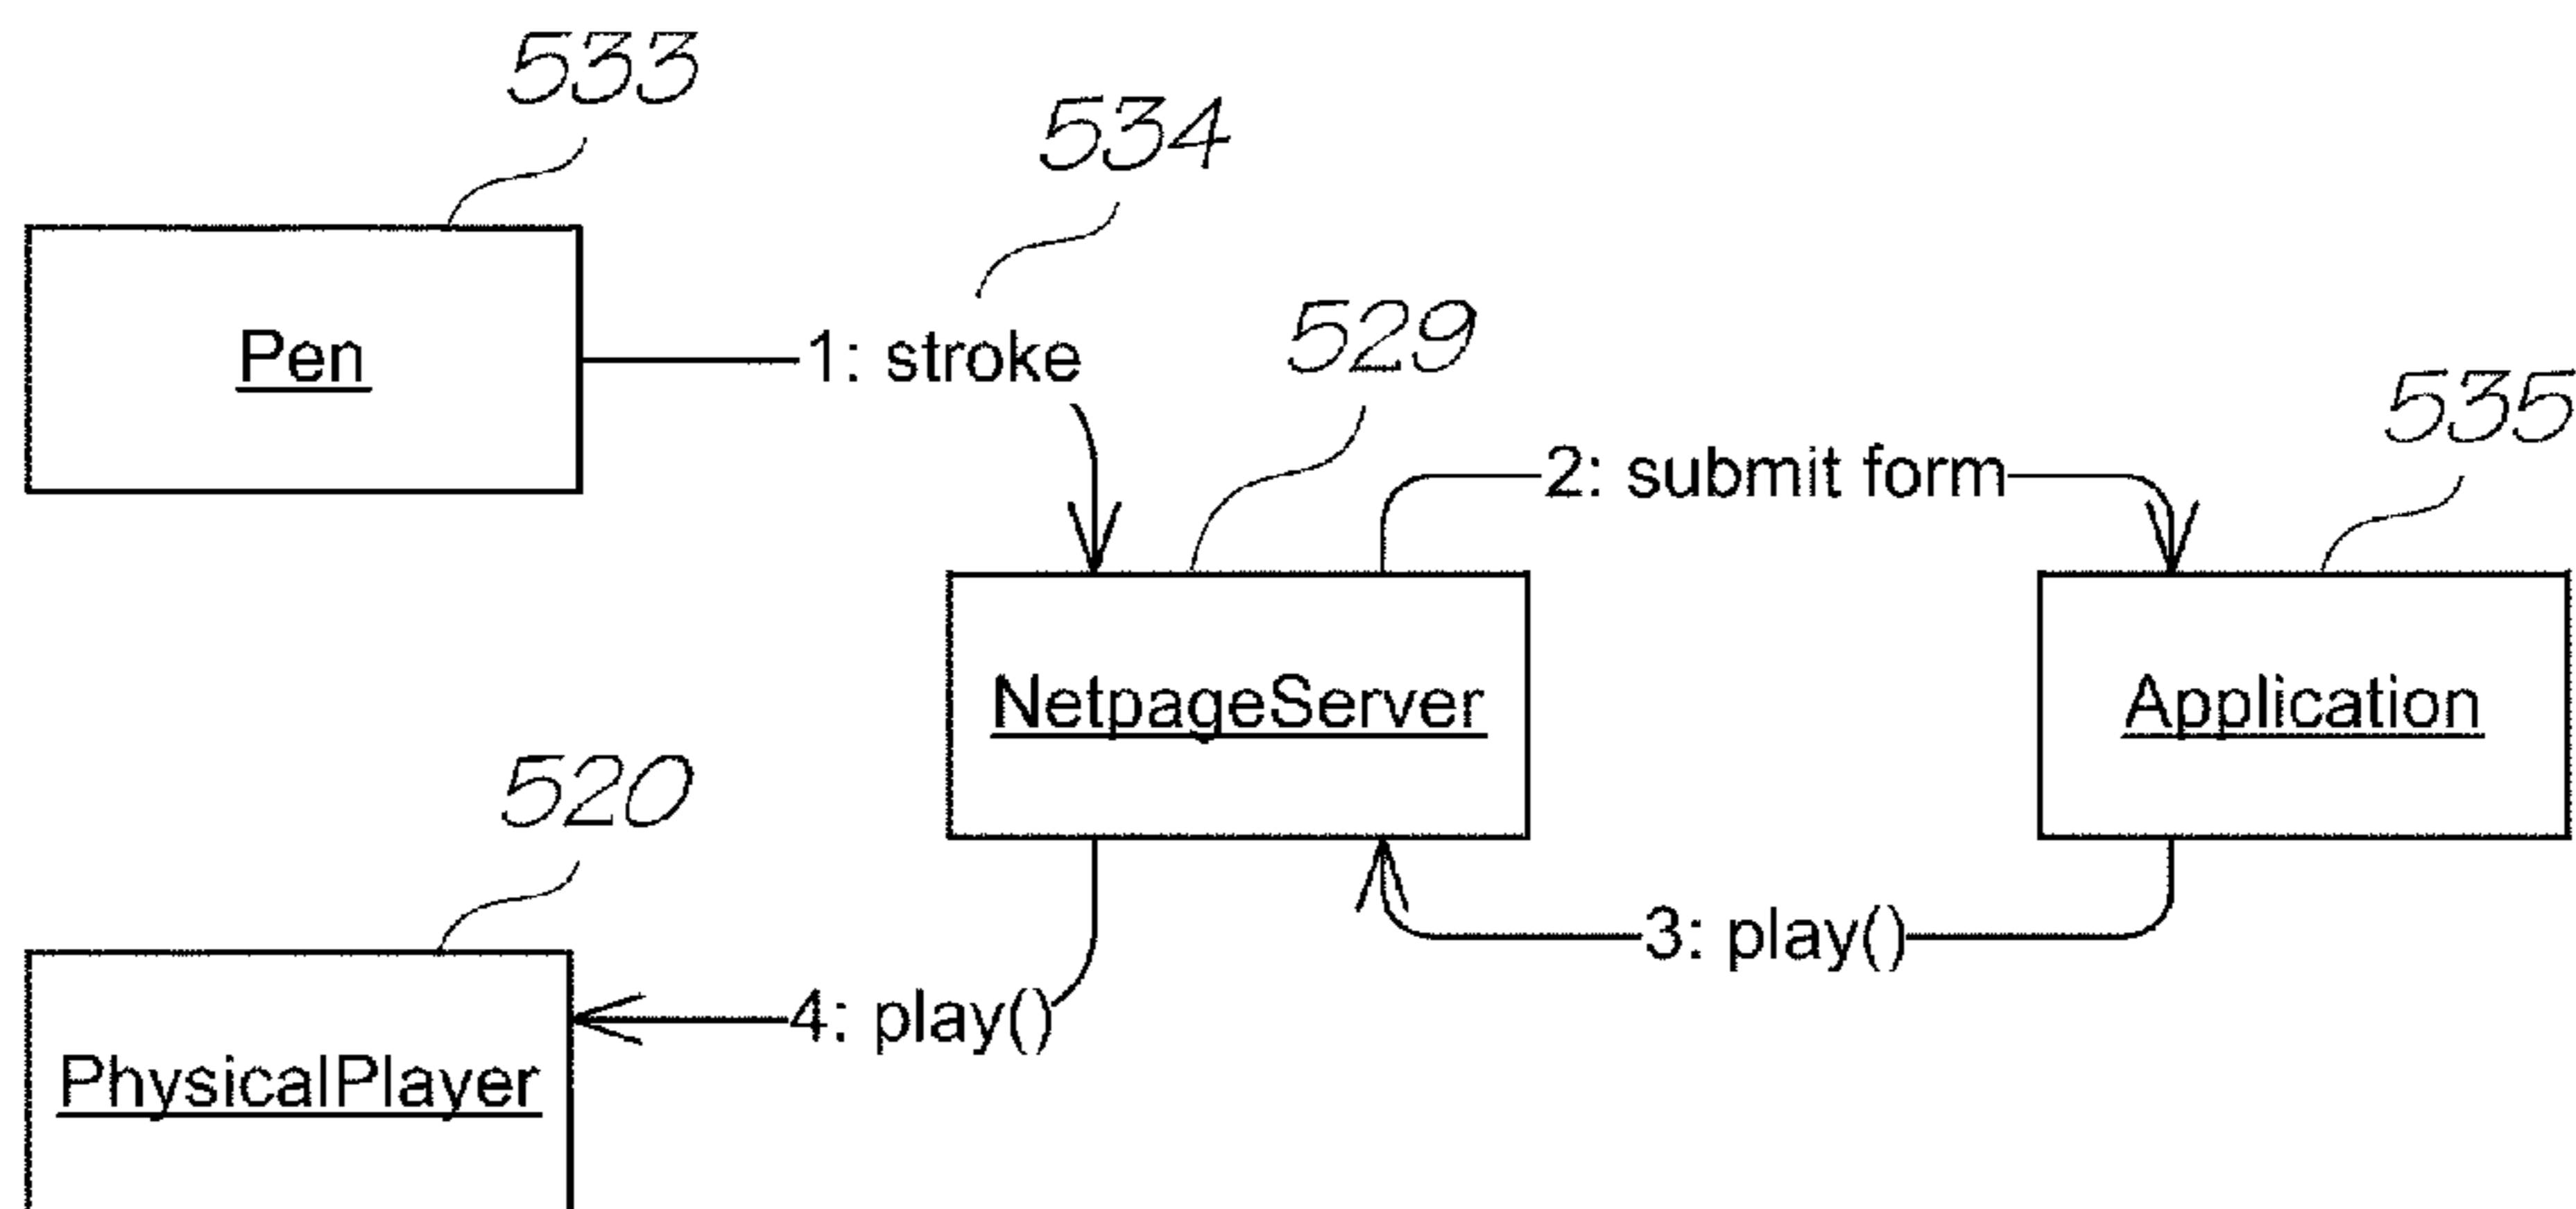 533
534
Pen
1: stroke
529
535
2: submit form
NetpageServer
Application
520
3: play()
4: play()
PhysicalPlayer